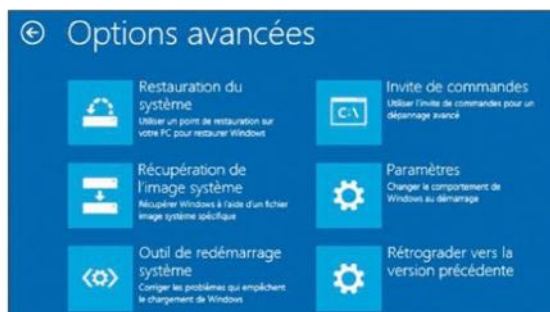 Options avancées
Restauration du
système
Utiliser un point de restauration sur
votre PC pour restaurer Windows
Récupération de
l'image système
Récupérer Windows à l'aide d'un fichier
image système spécifique
Outil de redémarrage
système
Corriger les problèmes qui empêchent
le chargement de Windows
Invite de commandes
Utiliser l'invite de commandes pour un
dépannage avancé
C:\
Paramètres
Changer le comportement de
Windows au démarrage
Rétrograder vers la
version précédente